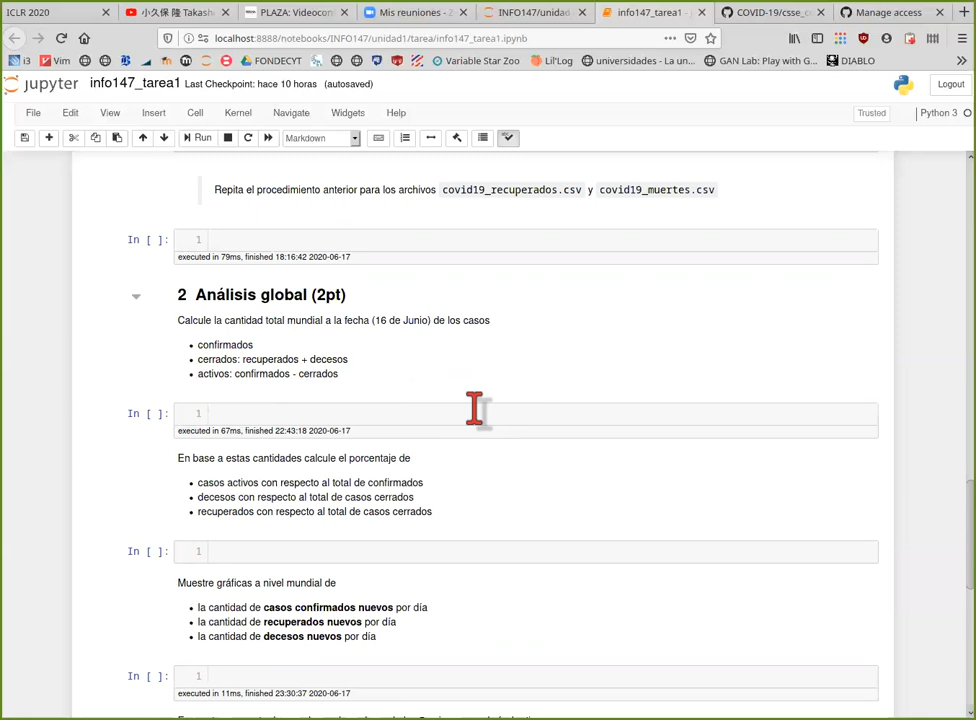 ICLR 2020
小久保 隆 Takash
PLAZA: Videocon
Mis reuniones - Z
INFO147/unidad
info147_tarea1 -
COVID-19/csse_c
Manage access
localhost:8888/notebooks/INFO147/unidad1/tarea/info147_tarea1.ipynb
i3
Vim
FONDECYT
Variable Star Zoo
Lil'Log
universidades - La un...
GAN Lab: Play with G...
DIABLO
jupyter info147_tarea1 Last Checkpoint: hace 10 horas (autosaved)
Logout
File Edit View Insert Cell Kernel Navigate Widgets Help
Trusted
Python 3
Run
Markdown
Repita el procedimiento anterior para los archivos covid19_recuperados.csv y covid19_muertes.csv
In [ ]: 1
executed in 79ms, finished 18:16:42 2020-06-17
2 Análisis global (2pt)
Calcule la cantidad total mundial a la fecha (16 de Junio) de los casos
• confirmados
• cerrados: recuperados + decesos
• activos: confirmados - cerrados
In [ ]: 1
executed in 67ms, finished 22:43:18 2020-06-17
En base a estas cantidades calcule el porcentaje de
• casos activos con respecto al total de confirmados
• decesos con respecto al total de casos cerrados
• recuperados con respecto al total de casos cerrados
In [ ]: 1
Muestre gráficas a nivel mundial de
• la cantidad de casos confirmados nuevos por día
• la cantidad de recuperados nuevos por día
• la cantidad de decesos nuevos por día
In [ ]: 1
executed in 11ms, finished 23:30:37 2020-06-17